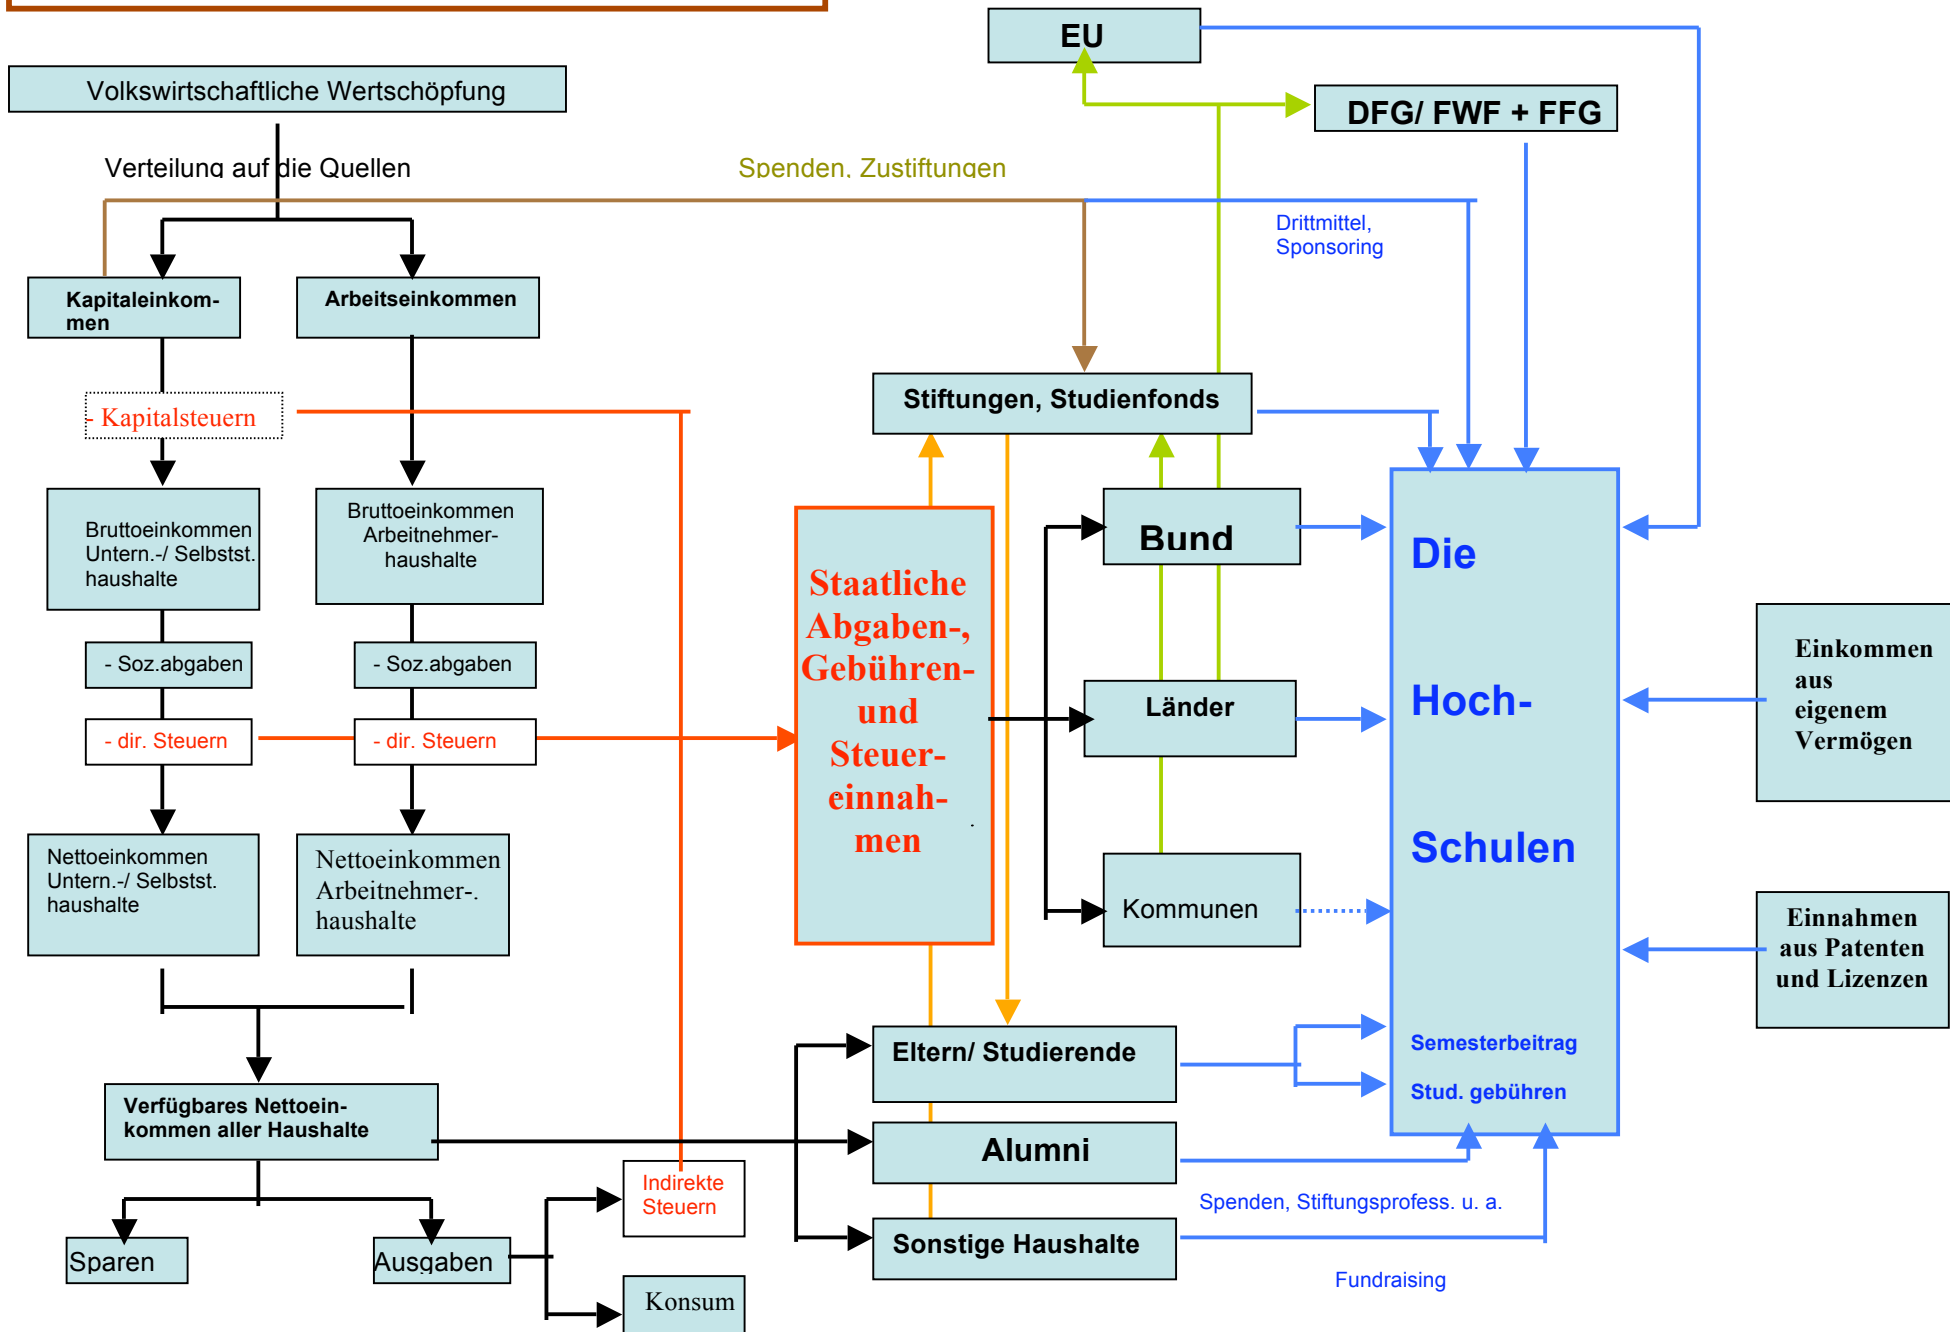 EU
Volkswirtschaftliche Wertschöpfung
DFG/ FWF + FFG
Verteilung auf die Quellen
Spenden, Zustiftungen
Drittmittel,
Sponsoring
Kapitaleinkom-
men
Arbeitseinkommen
Stiftungen, Studienfonds
- Kapitalsteuern
Bruttoeinkommen
Untern.-/ Selbstst.
haushalte
Bruttoeinkommen
Arbeitnehmer-
haushalte
Bund
Staatliche
Abgaben-,
Gebühren-
und
Steuer-
einnah-
men
Die
Hoch-
Schulen
- Soz.abgaben
- Soz.abgaben
Länder
Einkommen
aus
eigenem
Vermögen
- dir. Steuern
- dir. Steuern
Nettoeinkommen
Untern.-/ Selbstst.
haushalte
Nettoeinkommen
Arbeitnehmer-.
haushalte
Kommunen
Einnahmen
aus Patenten
und Lizenzen
Eltern/ Studierende
Semesterbeitrag
Stud. gebühren
Verfügbares Nettoein-
kommen aller Haushalte
Alumni
Indirekte
Steuern
Spenden, Stiftungsprofess. u. a.
Sparen
Ausgaben
Sonstige Haushalte
Fundraising
Konsum